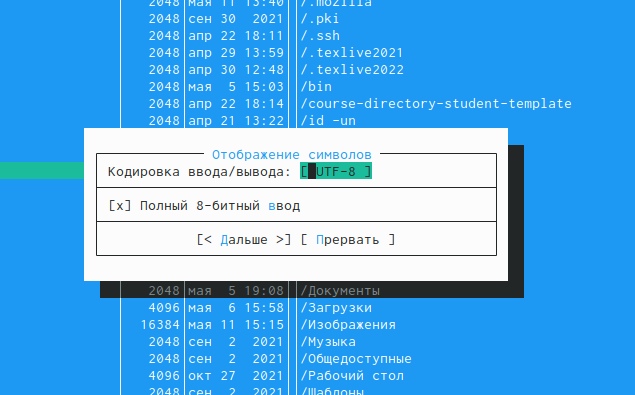 2048 мая 11 13:40 /.mozilla
2048 сен 30  2021 /.pki
2048 апр 22 18:11 /.ssh
2048 апр 29 13:59 /.texlive2021
2048 апр 30 12:48 /.texlive2022
2048 мая  5 15:03 /bin
2048 апр 22 18:14 /course-directory-student-template
2048 апр 21 13:22 /id -un
Отображение символов
Кодировка ввода/вывода: [ UTF-8 ]
[x] Полный 8-битный ввод
[< Дальше >] [ Прервать ]
2048 мая  5 19:08 /Документы
4096 мая  6 15:58 /Загрузки
16384 мая 11 15:15 /Изображения
2048 сен  2  2021 /Музыка
2048 сен  2  2021 /Общедоступные
4096 окт 27  2021 /Рабочий стол
2048 сен  2  2021 /Шаблоны